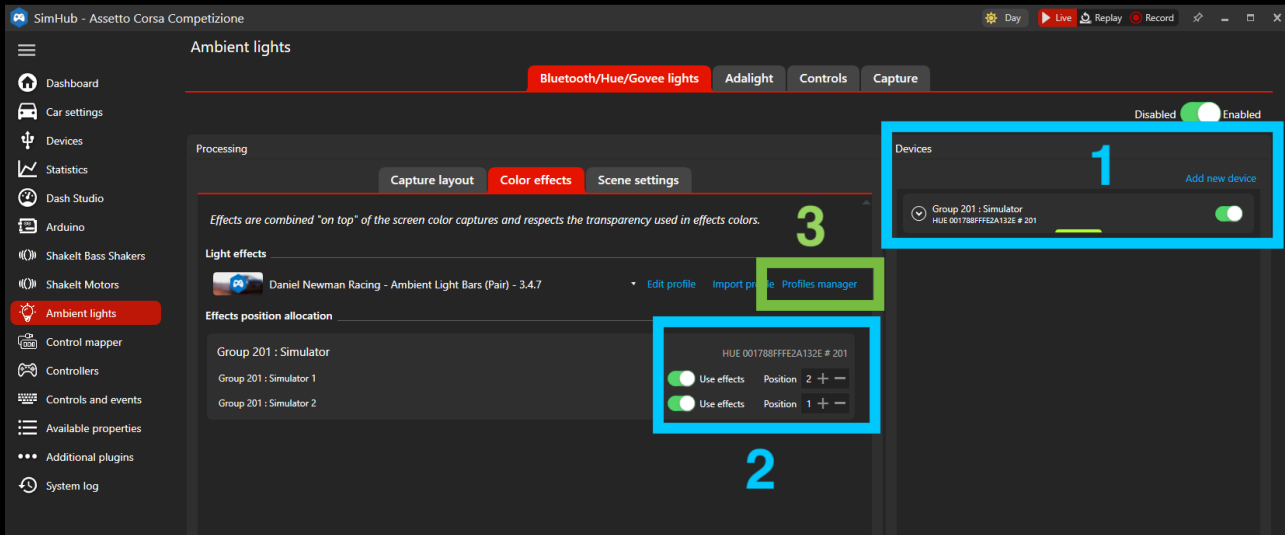 SimHub - Assetto Corsa Competizione
Day
Live
Replay
Record
Ambient lights
Dashboard
Car settings
Devices
Statistics
Dash Studio
Arduino
ShakeIt Bass Shakers
ShakeIt Motors
Ambient lights
Control mapper
Controllers
Controls and events
Available properties
Additional plugins
System log
Bluetooth/Hue/Govee lights
Adalight
Controls
Capture
Disabled
Enabled
Processing
Capture layout
Color effects
Scene settings
Effects are combined "on top" of the screen color captures and respects the transparency used in effects colors.
3
Light effects
Daniel Newman Racing - Ambient Light Bars (Pair) - 3.4.7
Edit profile
Import profile
Profiles manager
Effects position allocation
Group 201 : Simulator
HUE 001788FFFE2A132E # 201
Group 201 : Simulator 1
Use effects
Position
2
Group 201 : Simulator 2
Use effects
Position
1
2
Devices
1
Add new device
Group 201 : Simulator
HUE 001788FFFE2A132E # 201